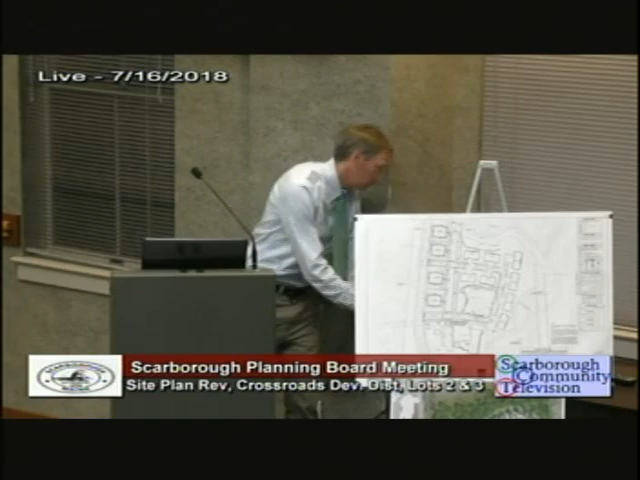 Live - 7/16/2018
Scarborough Planning Board Meeting
Site Plan Rev, Crossroads Dev. Dist, Lots 2 & 3
Scarborough
Community
Television